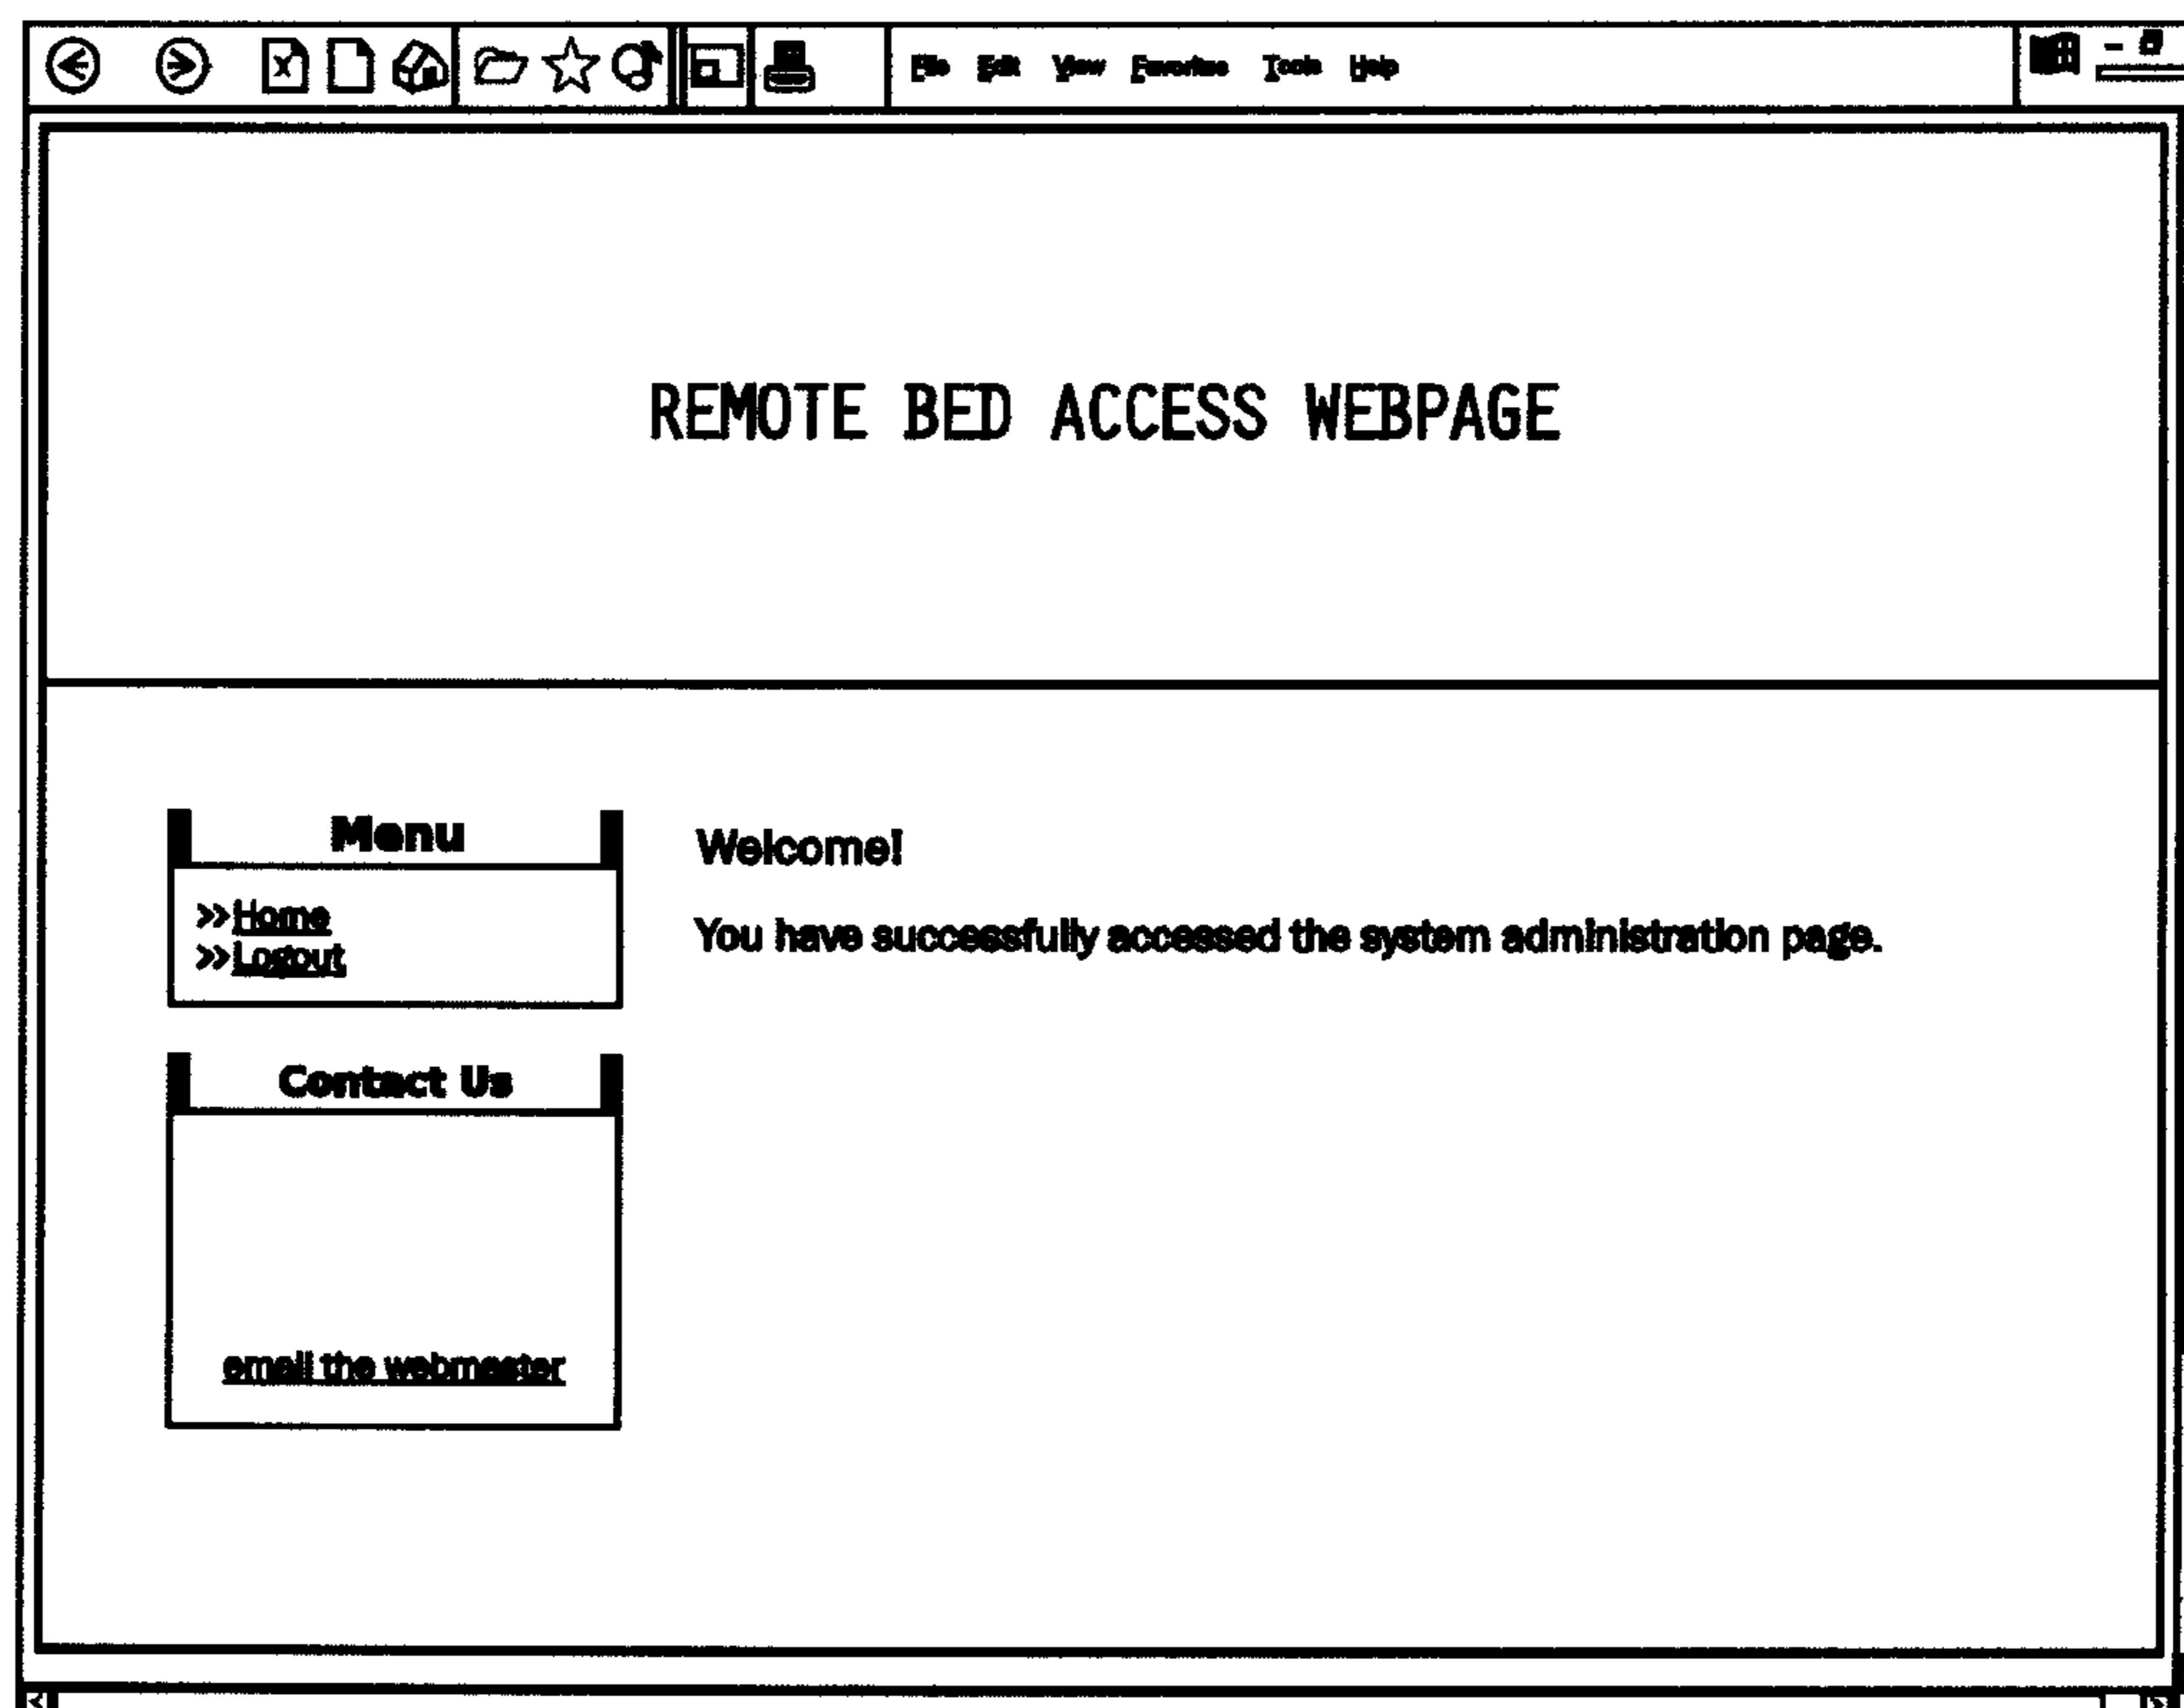 File Edit View Favorites Tools Help
REMOTE BED ACCESS WEBPAGE
Menu
>>Home
>>Logout
Welcome!
You have successfully accessed the system administration page.
Contact Us
email the webmaster